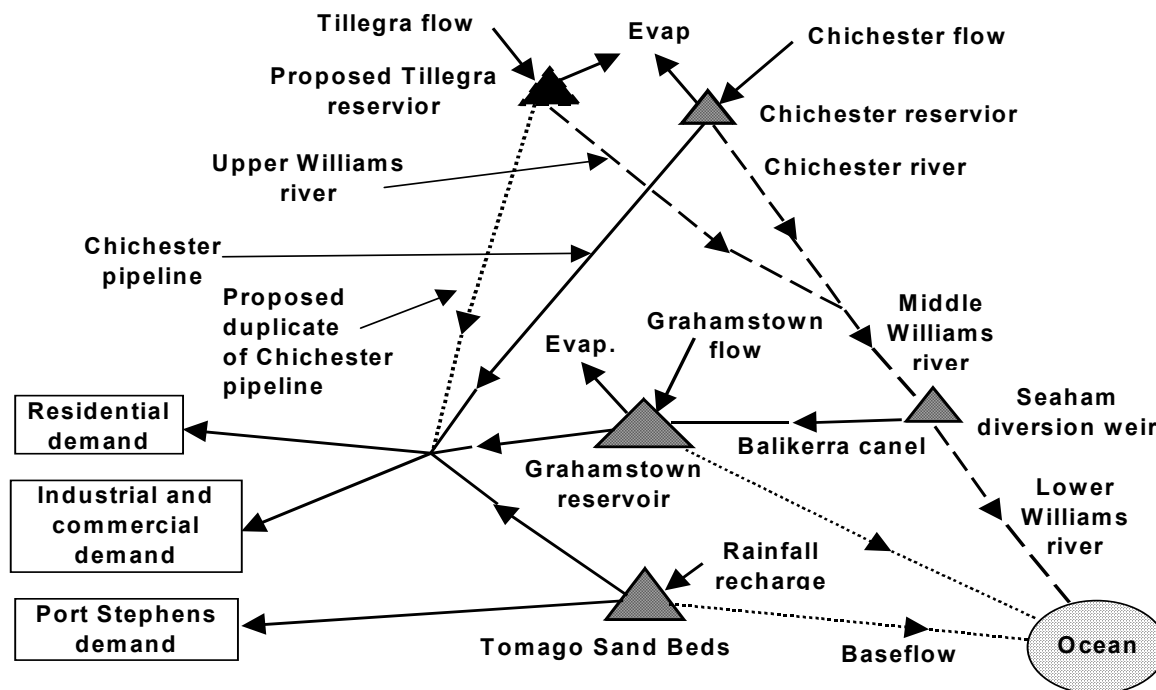 Tillegra flow
Evap
Chichester flow
Proposed Tillegra
reservior
Chichester reservior
Upper Williams
river
Chichester river
Chichester
pipeline
Proposed
duplicate
of Chichester
pipeline
Evap.
Grahamstown
flow
Middle
Williams
river
Residential
demand
Seaham
diversion weir
Balikerra canel
Grahamstown
reservoir
Industrial and
commercial
demand
Lower
Williams
river
Rainfall
recharge
Port Stephens
demand
Tomago Sand Beds
Baseflow
Ocean